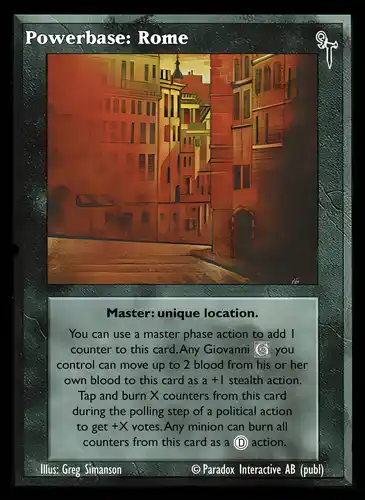 Powerbase: Rome
Master: unique location.
You can use a master phase action to add 1
counter to this card. Any Giovanni you
control can move up to 2 blood from his or her
own blood to this card as a +1 stealth action.
Tap and burn X counters from this card
during the polling step of a political action
to get +X votes. Any minion can burn all
counters from this card as a Ⓓ action.
Illus: Greg Simanson © Paradox Interactive AB (publ)